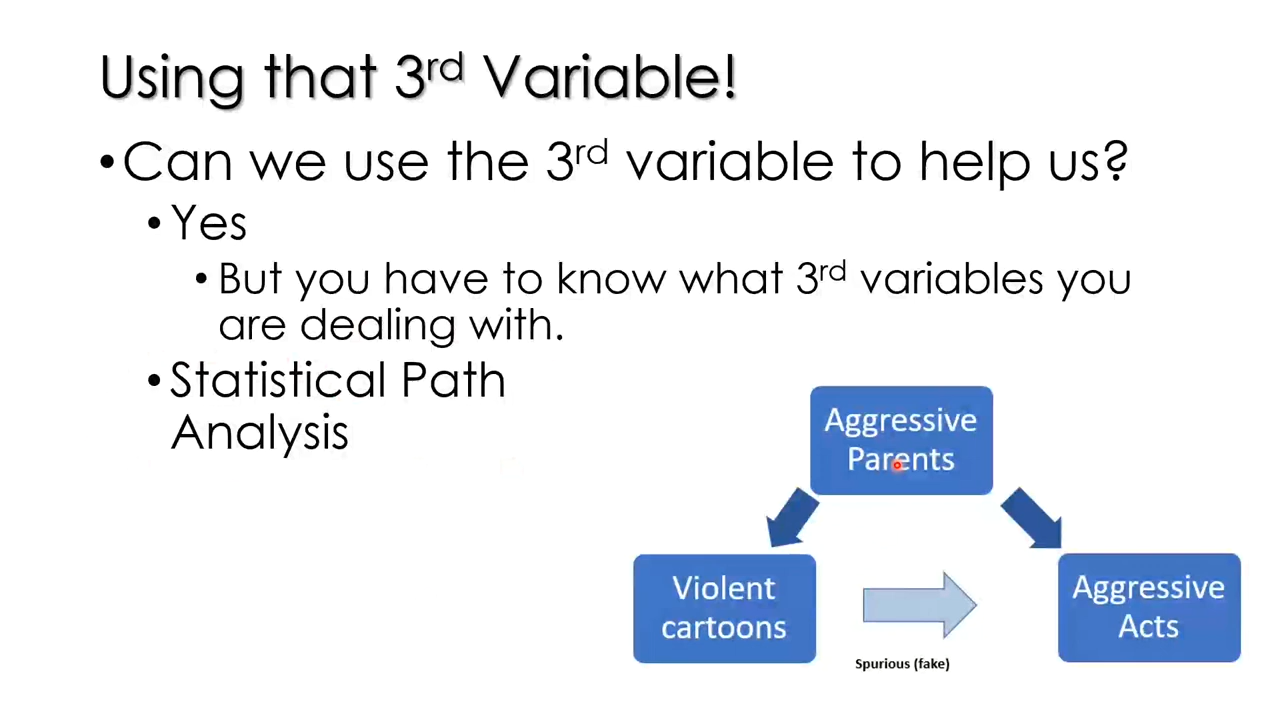 Using that 3rd Variable!
•Can we use the 3rd variable to help us?
•Yes
•But you have to know what 3rd variables you
are dealing with.
•Statistical Path
Analysis
Aggressive
Parents
Violent
cartoons
Aggressive
Acts
Spurious (fake)